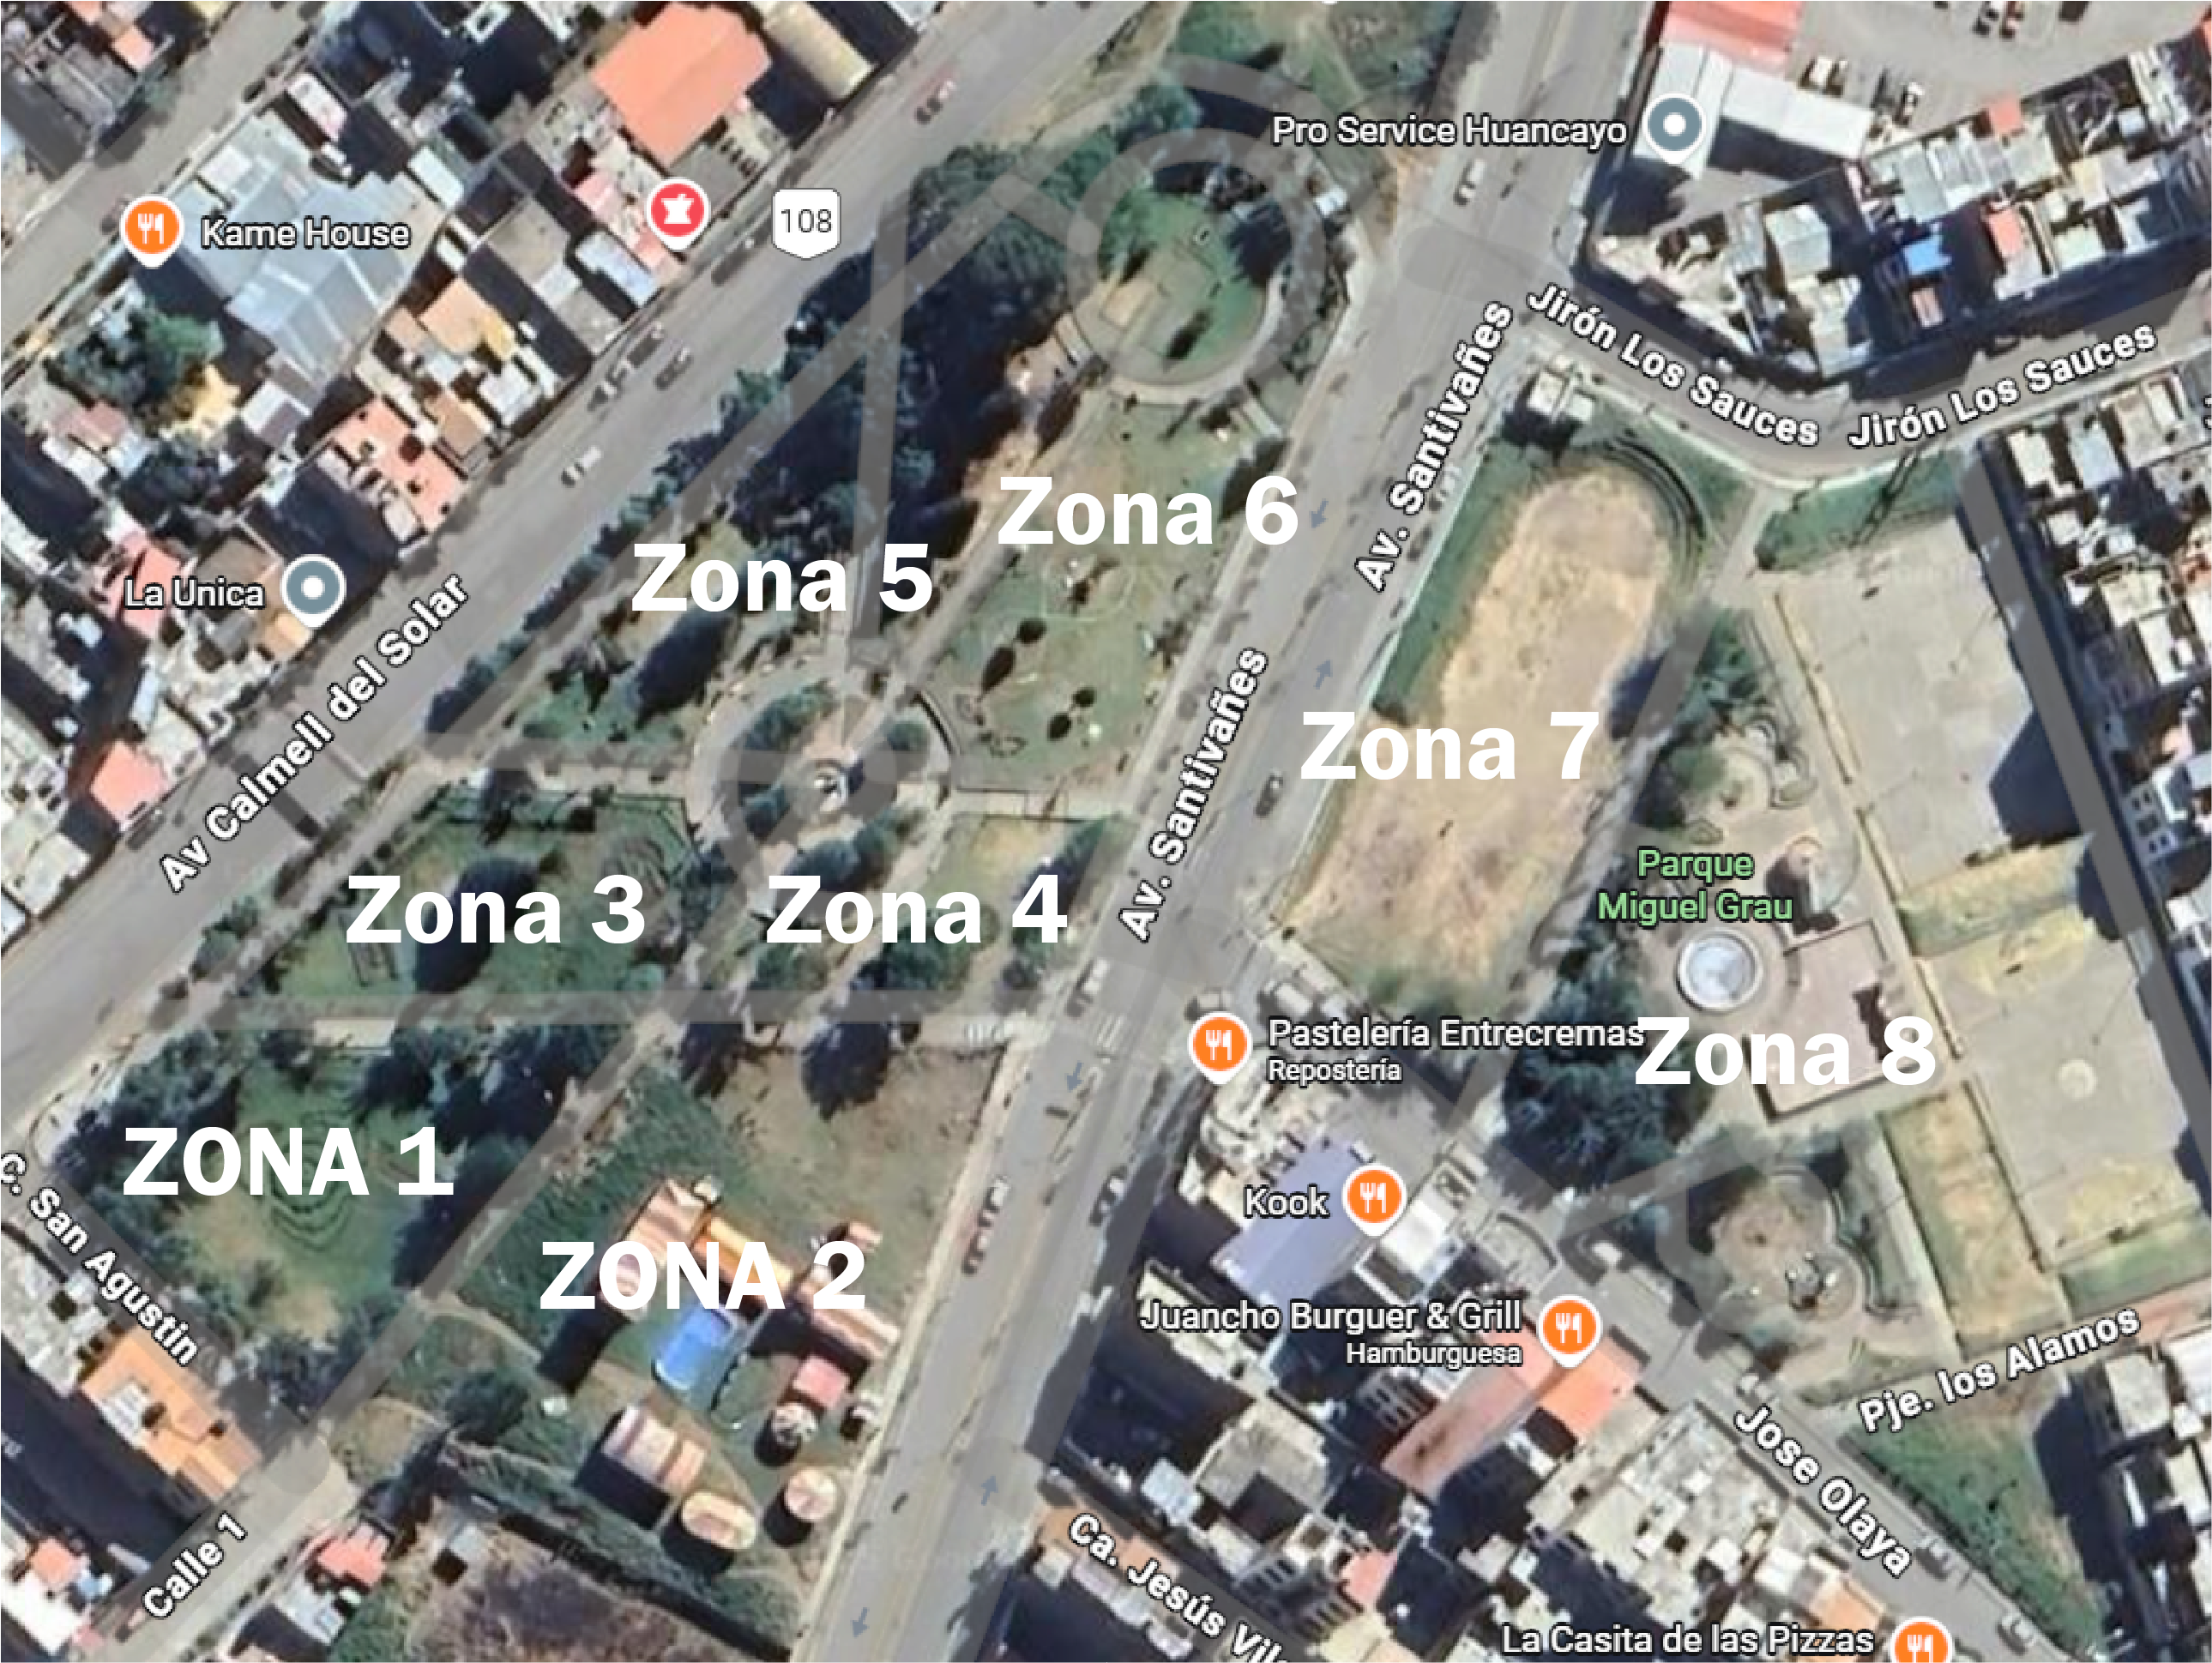 Pro Service Huancayo
Kame House
108
Jirón Los Sauces
Jirón Los Sauces
Av. Santivañes
Zona 6
Zona 5
La Unica
Av Calmell del Solar
Av. Santivañes
Zona 7
Parque
Miguel Grau
Zona 3
Zona 4
Pastelería Entrecremas
Repostería
Zona 8
ZONA 1
C. San Agustin
Kook
ZONA 2
Juancho Burguer & Grill
Hamburguesa
Pje. los Alamos
Jose Olaya
Calle 1
Ca. Jesús
La Casita de las Pizzas